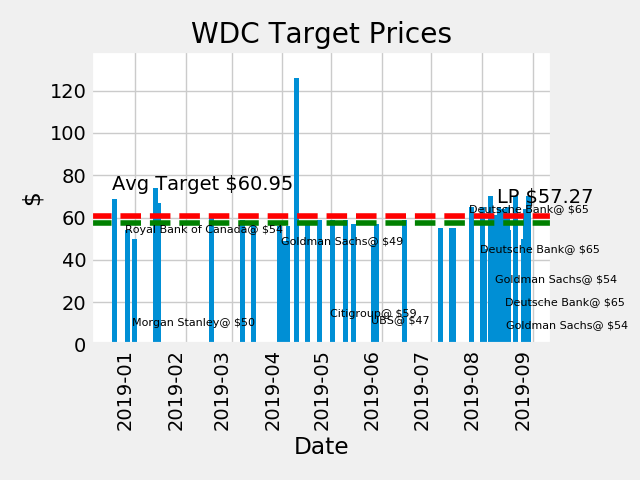 WDC Target Prices
120
100
80
60
40
20
0
$
Avg Target $60.95
LP $57.27
Deutsche Bank@ $65
Royal Bank of Canada@ $54
Goldman Sachs@ $49
Deutsche Bank@ $65
Goldman Sachs@ $54
Deutsche Bank@ $65
Citigroup@ $59
UBS@ $47
Morgan Stanley@ $50
Goldman Sachs@ $54
2019-01
2019-02
2019-03
2019-04
2019-05
2019-06
2019-07
2019-08
2019-09
Date